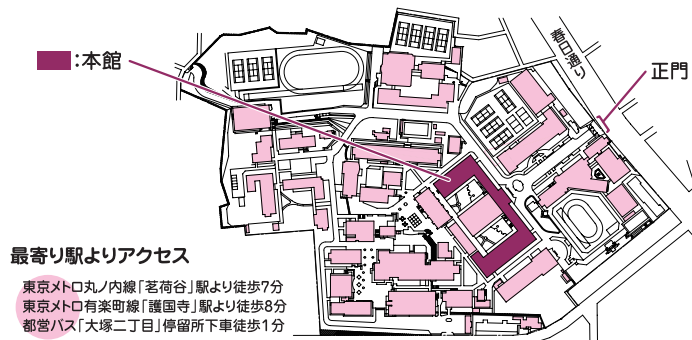 :本館
春日通り
正門
最寄り駅よりアクセス
東京メトロ丸ノ内線「茗荷谷」駅より徒歩7分
東京メトロ有楽町線「護国寺」駅より徒歩8分
都営バス「大塚二丁目」停留所下車徒歩1分